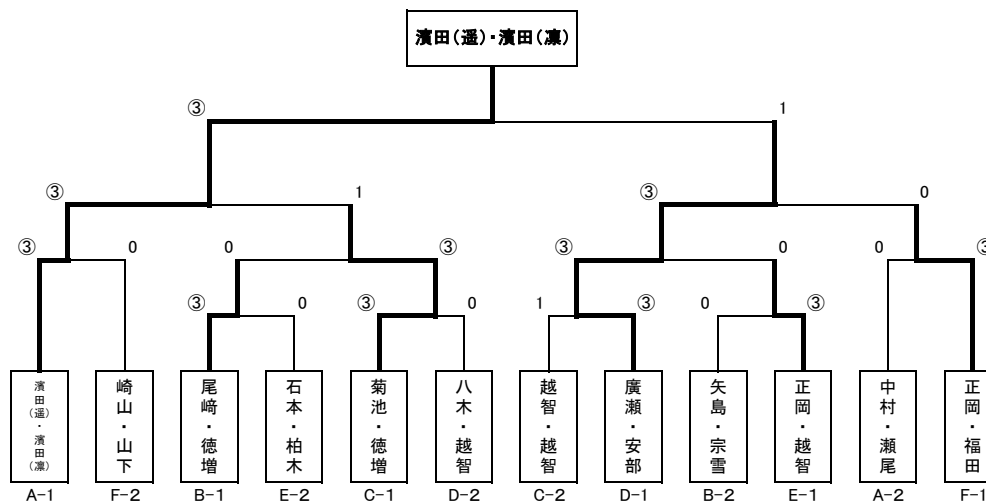 濱田(遥)・濱田(凛)
③ 1
③ 1 ③ 0
③ 0 0 ③ ③ 0 0 ③
③ 0 ③ 0 1 ③ 0 ③
濱田(遥)・濱田(凛)
崎山・山下
尾﨑・徳増
石本・柏木
菊池・徳増
八木・越智
越智・越智
廣瀬・安部
矢島・宗雪
正岡・越智
中村・瀬尾
正岡・福田
A-1 F-2 B-1 E-2 C-1 D-2 C-2 D-1 B-2 E-1 A-2 F-1